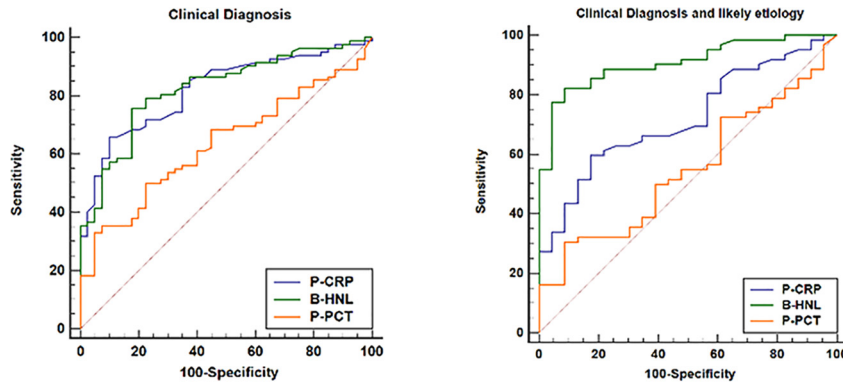 Clinical Diagnosis
Sensitivity
100
80
60
40
20
0
P-CRP
B-HNL
P-PCT
0 20 40 60 80 100
100-Specificity
Clinical Diagnosis and likely etiology
Sensitivity
100
80
60
40
20
0
P-CRP
B-HNL
P-PCT
0 20 40 60 80 100
100-Specificity